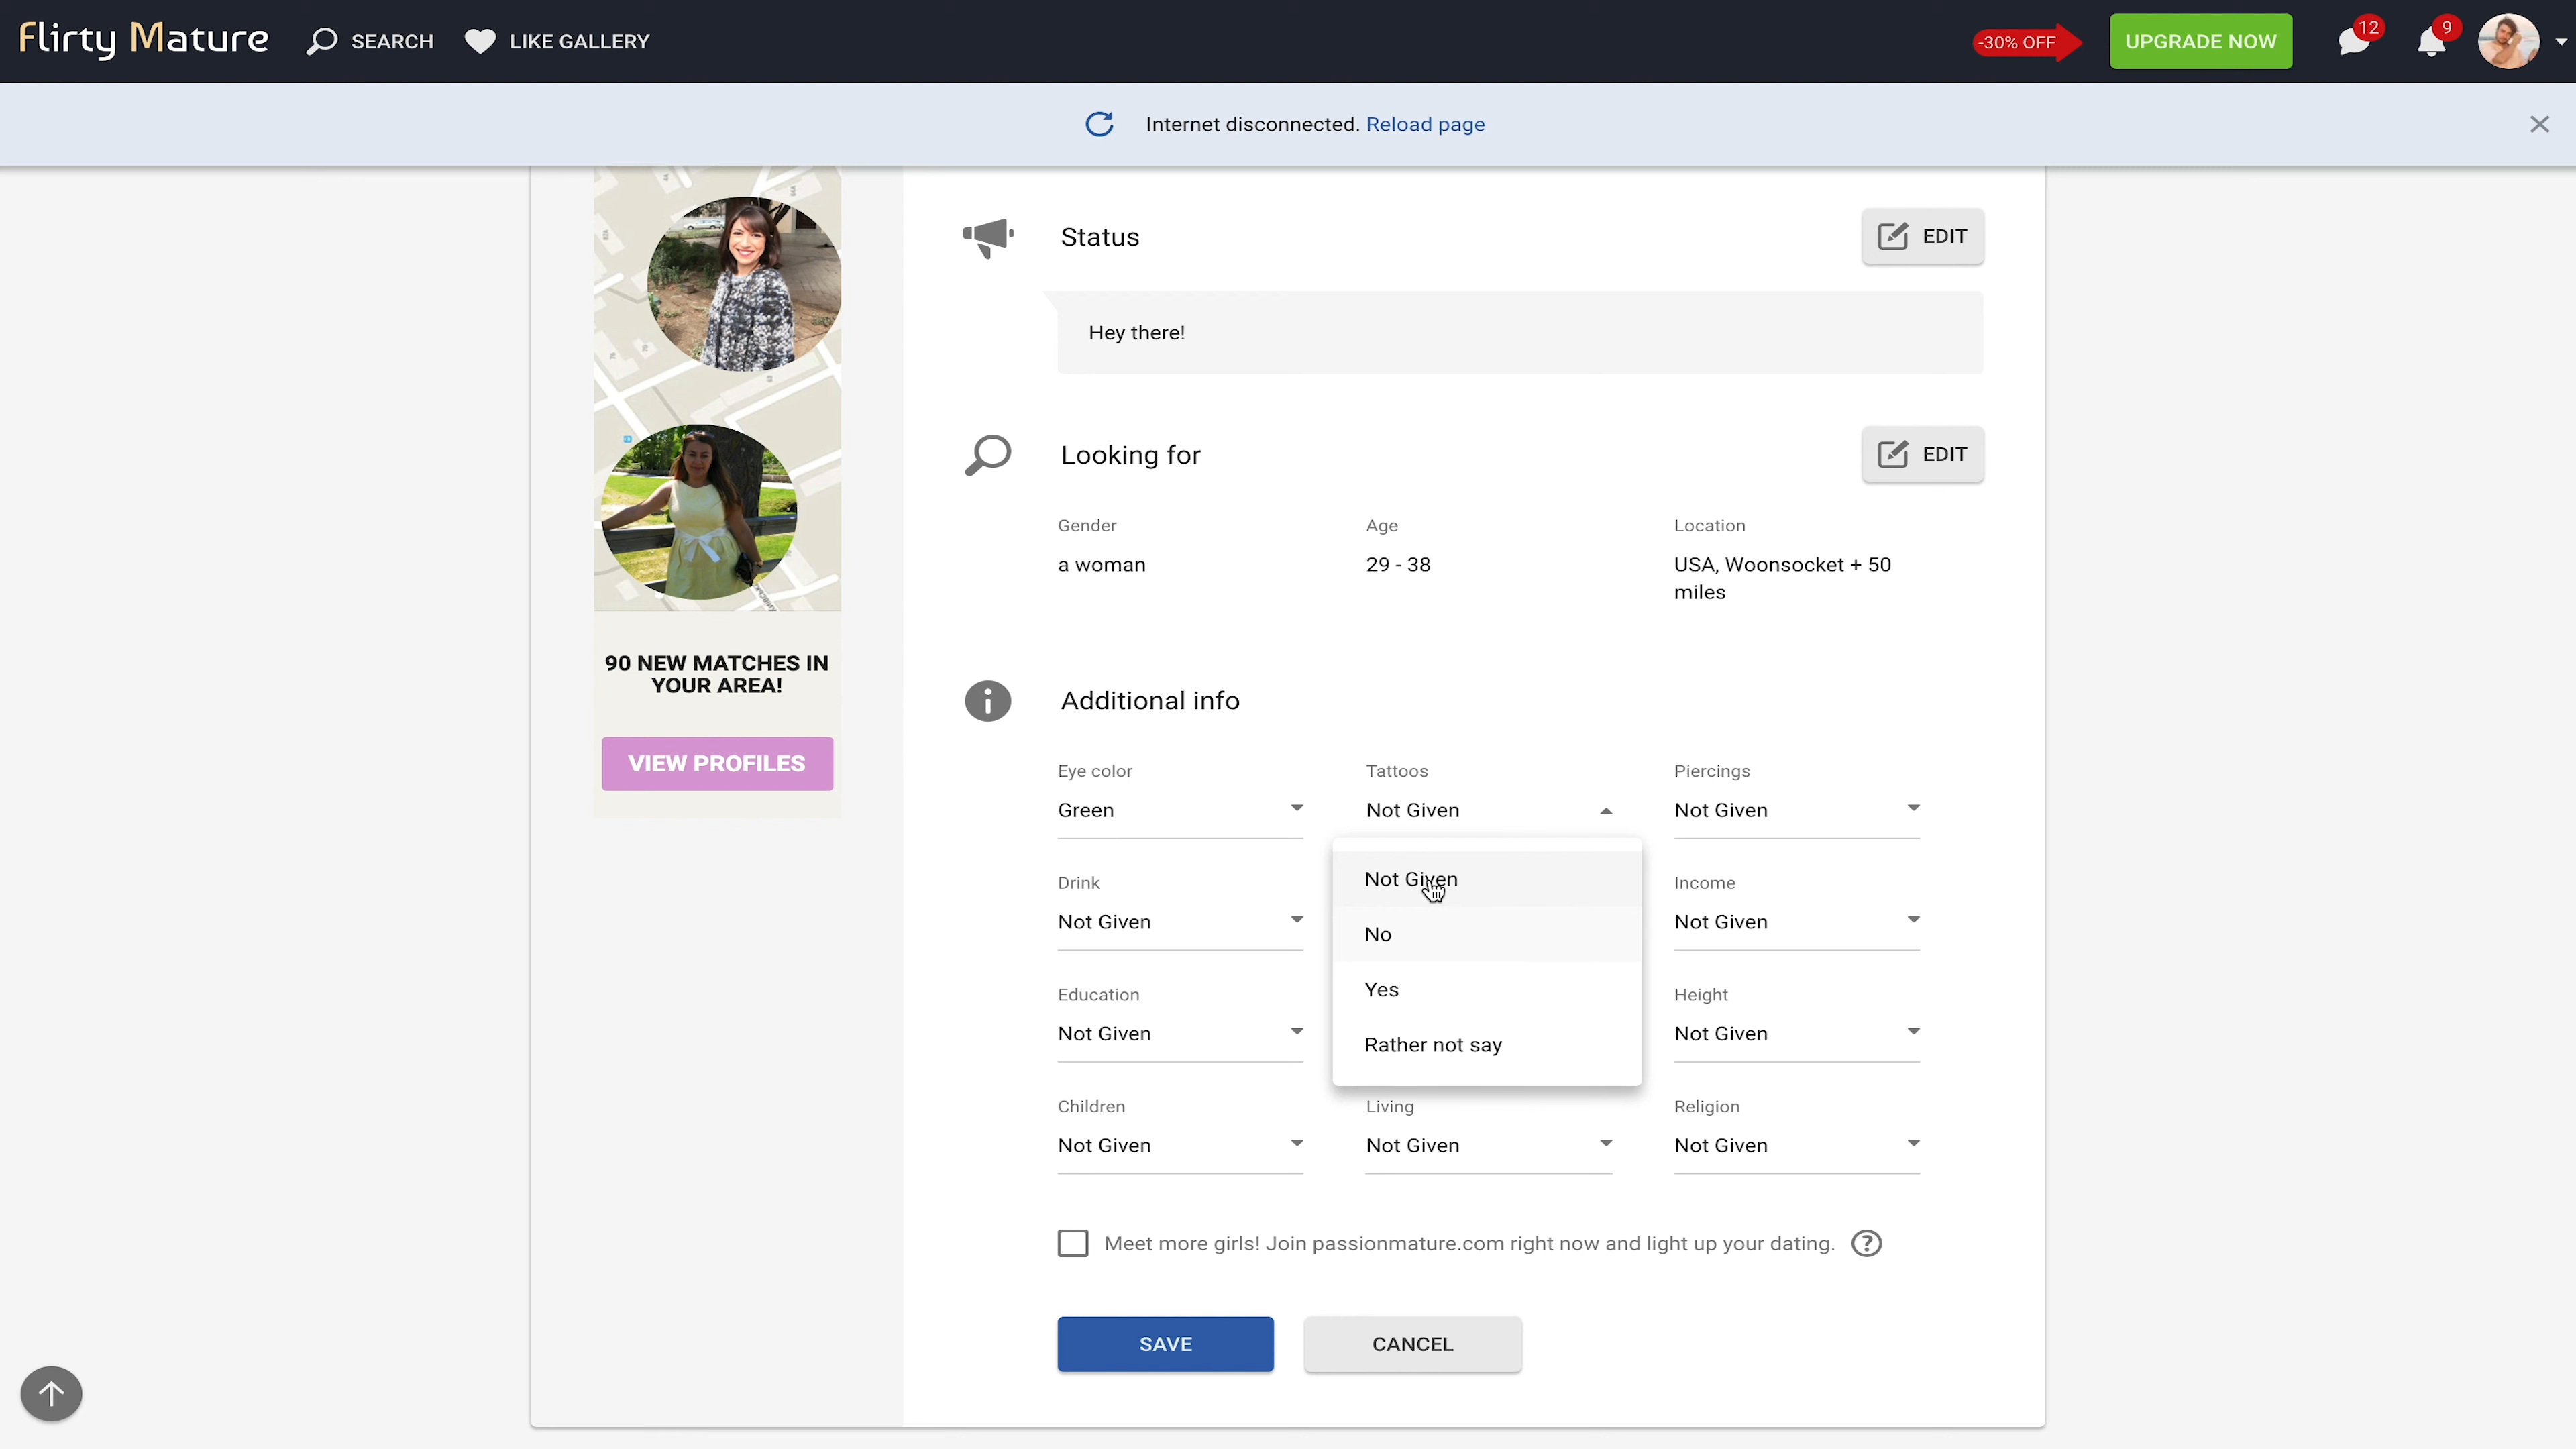 Flirty Mature
SEARCH
LIKE GALLERY
-30% OFF
UPGRADE NOW
12
9
Internet disconnected. Reload page
90 NEW MATCHES IN
YOUR AREA!
VIEW PROFILES
Status
EDIT
Hey there!
Looking for
EDIT
Gender
Age
Location
a woman
29 - 38
USA, Woonsocket + 50
miles
Additional info
Eye color
Tattoos
Piercings
Green
Not Given
Not Given
Not Given
No
Yes
Rather not say
Drink
Income
Not Given
Not Given
Education
Height
Not Given
Not Given
Children
Living
Religion
Not Given
Not Given
Not Given
Meet more girls! Join passionmature.com right now and light up your dating.
SAVE
CANCEL